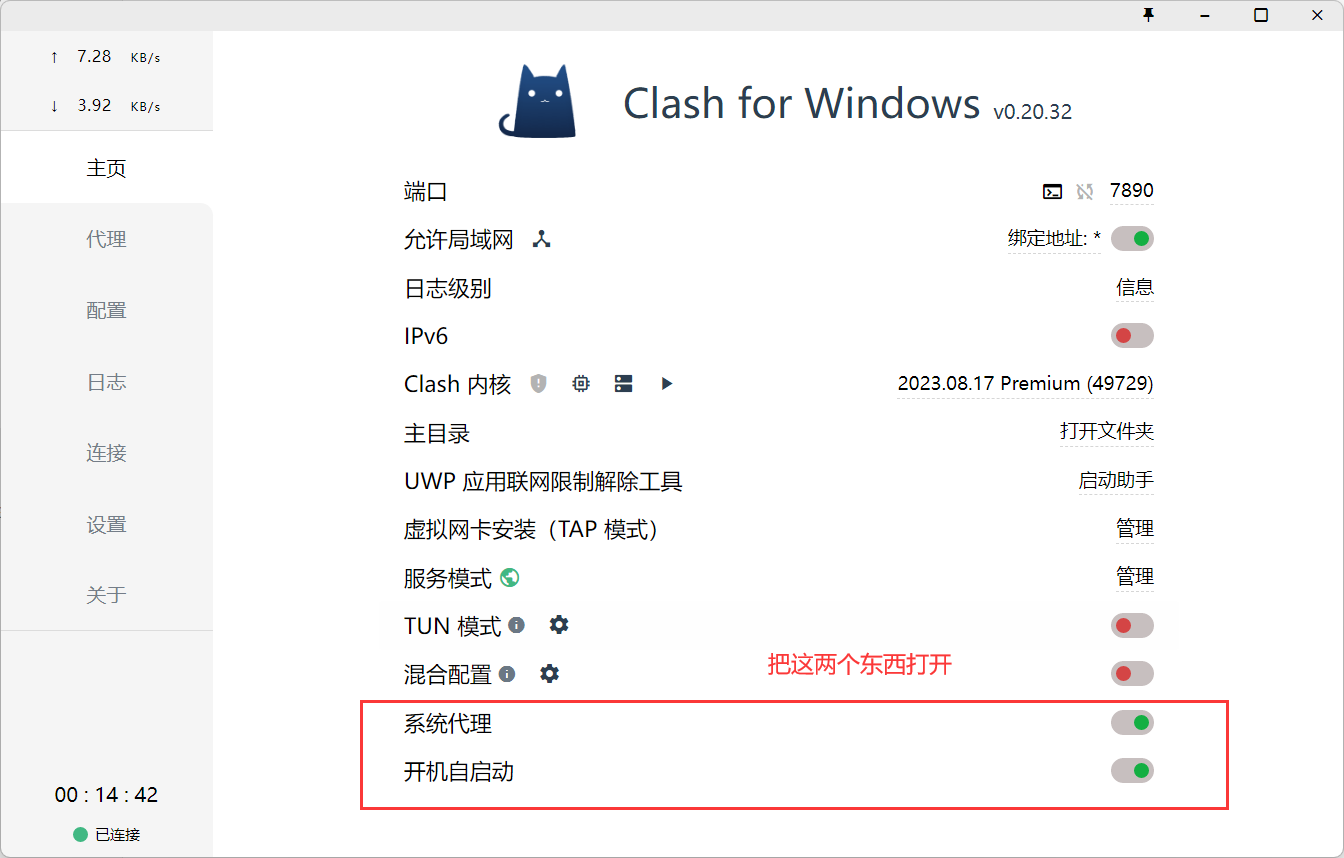 ↑ 7.28 KB/s
↓ 3.92 KB/s
主页
代理
配置
日志
连接
设置
关于
00 : 14 : 42
已连接
Clash for Windows v0.20.32
端口 7890
允许局域网 绑定地址: *
日志级别 信息
IPv6
Clash 内核 2023.08.17 Premium (49729)
主目录 打开文件夹
UWP 应用联网限制解除工具 启动助手
虚拟网卡安装（TAP 模式） 管理
服务模式 管理
TUN 模式
混合配置
把这两个东西打开
系统代理
开机自启动